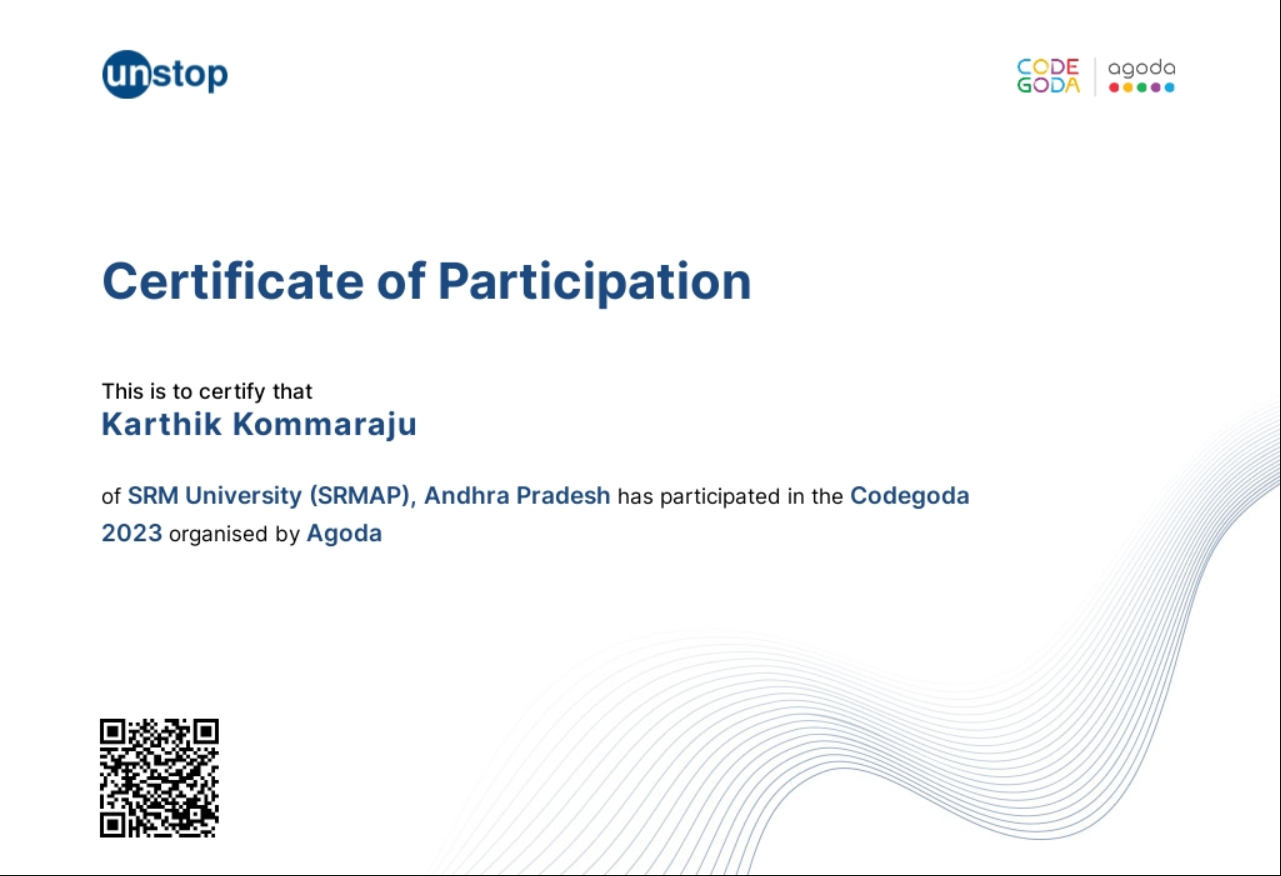 unstop
CODE
GODA
agoda
Certificate of Participation
This is to certify that
Karthik Kommaraju
of SRM University (SRMAP), Andhra Pradesh has participated in the Codegoda
2023 organised by Agoda